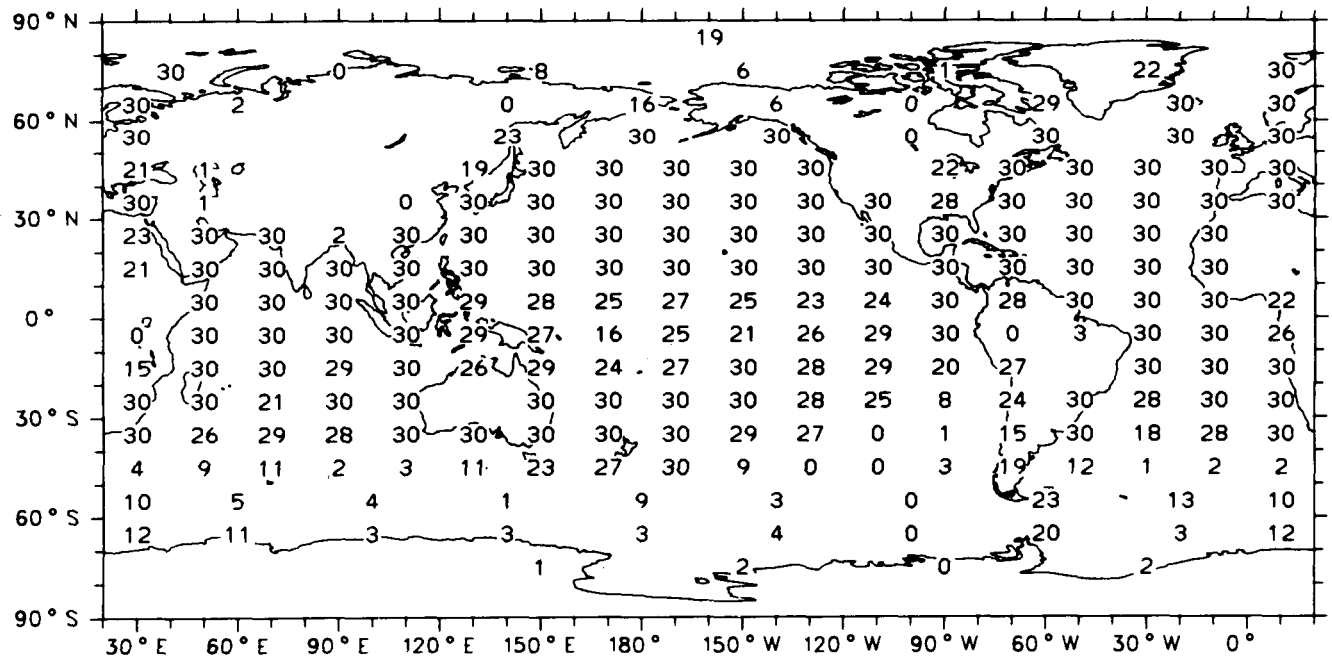 90° N
19
30 0 8 6 1 22 30
30 2 0 16 6 0 29 30 30
60° N
30 23 30 30 0 30 30 30
21 1 0 19 30 30 30 30 30 22 30 30 30 30 30
30 1 0 30 30 30 30 30 30 30 28 30 30 30 30 30
30° N
23 30 30 2 30 30 30 30 30 30 30 30 30 30 30 30 30
21 30 30 30 30 30 30 30 30 30 30 30 30 30 30 30 30
30 30 30 30 29 28 25 27 25 23 24 30 28 30 30 30 22
0°
0 30 30 30 30 29 27 16 25 21 26 29 30 0 3 30 30 26
15 30 30 29 30 26 29 24 27 30 28 29 20 27 30 30 30
30 30 21 30 30 30 30 30 30 28 25 8 24 30 28 30 30
30° S
30 26 29 28 30 30 30 30 30 29 27 0 1 15 30 18 28 30
4 9 11 2 3 11 23 27 30 9 0 0 3 19 12 1 2 2
10 5 4 1 9 3 0 23 13 10
60° S
12 11 3 3 3 4 0 20 3 12
1 2 0 2
90° S
30° E 60° E 90° E 120° E 150° E 180° 150° W 120° W 90° W 60° W 30° W 0°